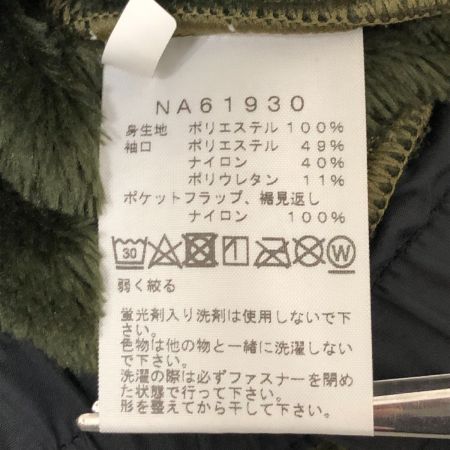 NA61930
身生地 ポリエステル 100%
袖口 ポリエステル 49%
ナイロン 40%
ポリウレタン 11%
ポケットフラップ、裾見返し
ナイロン 100%
30 W
弱く絞る
蛍光剤入り洗剤は使用しないで下
さい。
色物は他の物と一緒に洗濯しない
で下さい。
洗濯の際は必ずファスナーを閉め
た状態で行って下さい。
形を整えてから干して下さい。